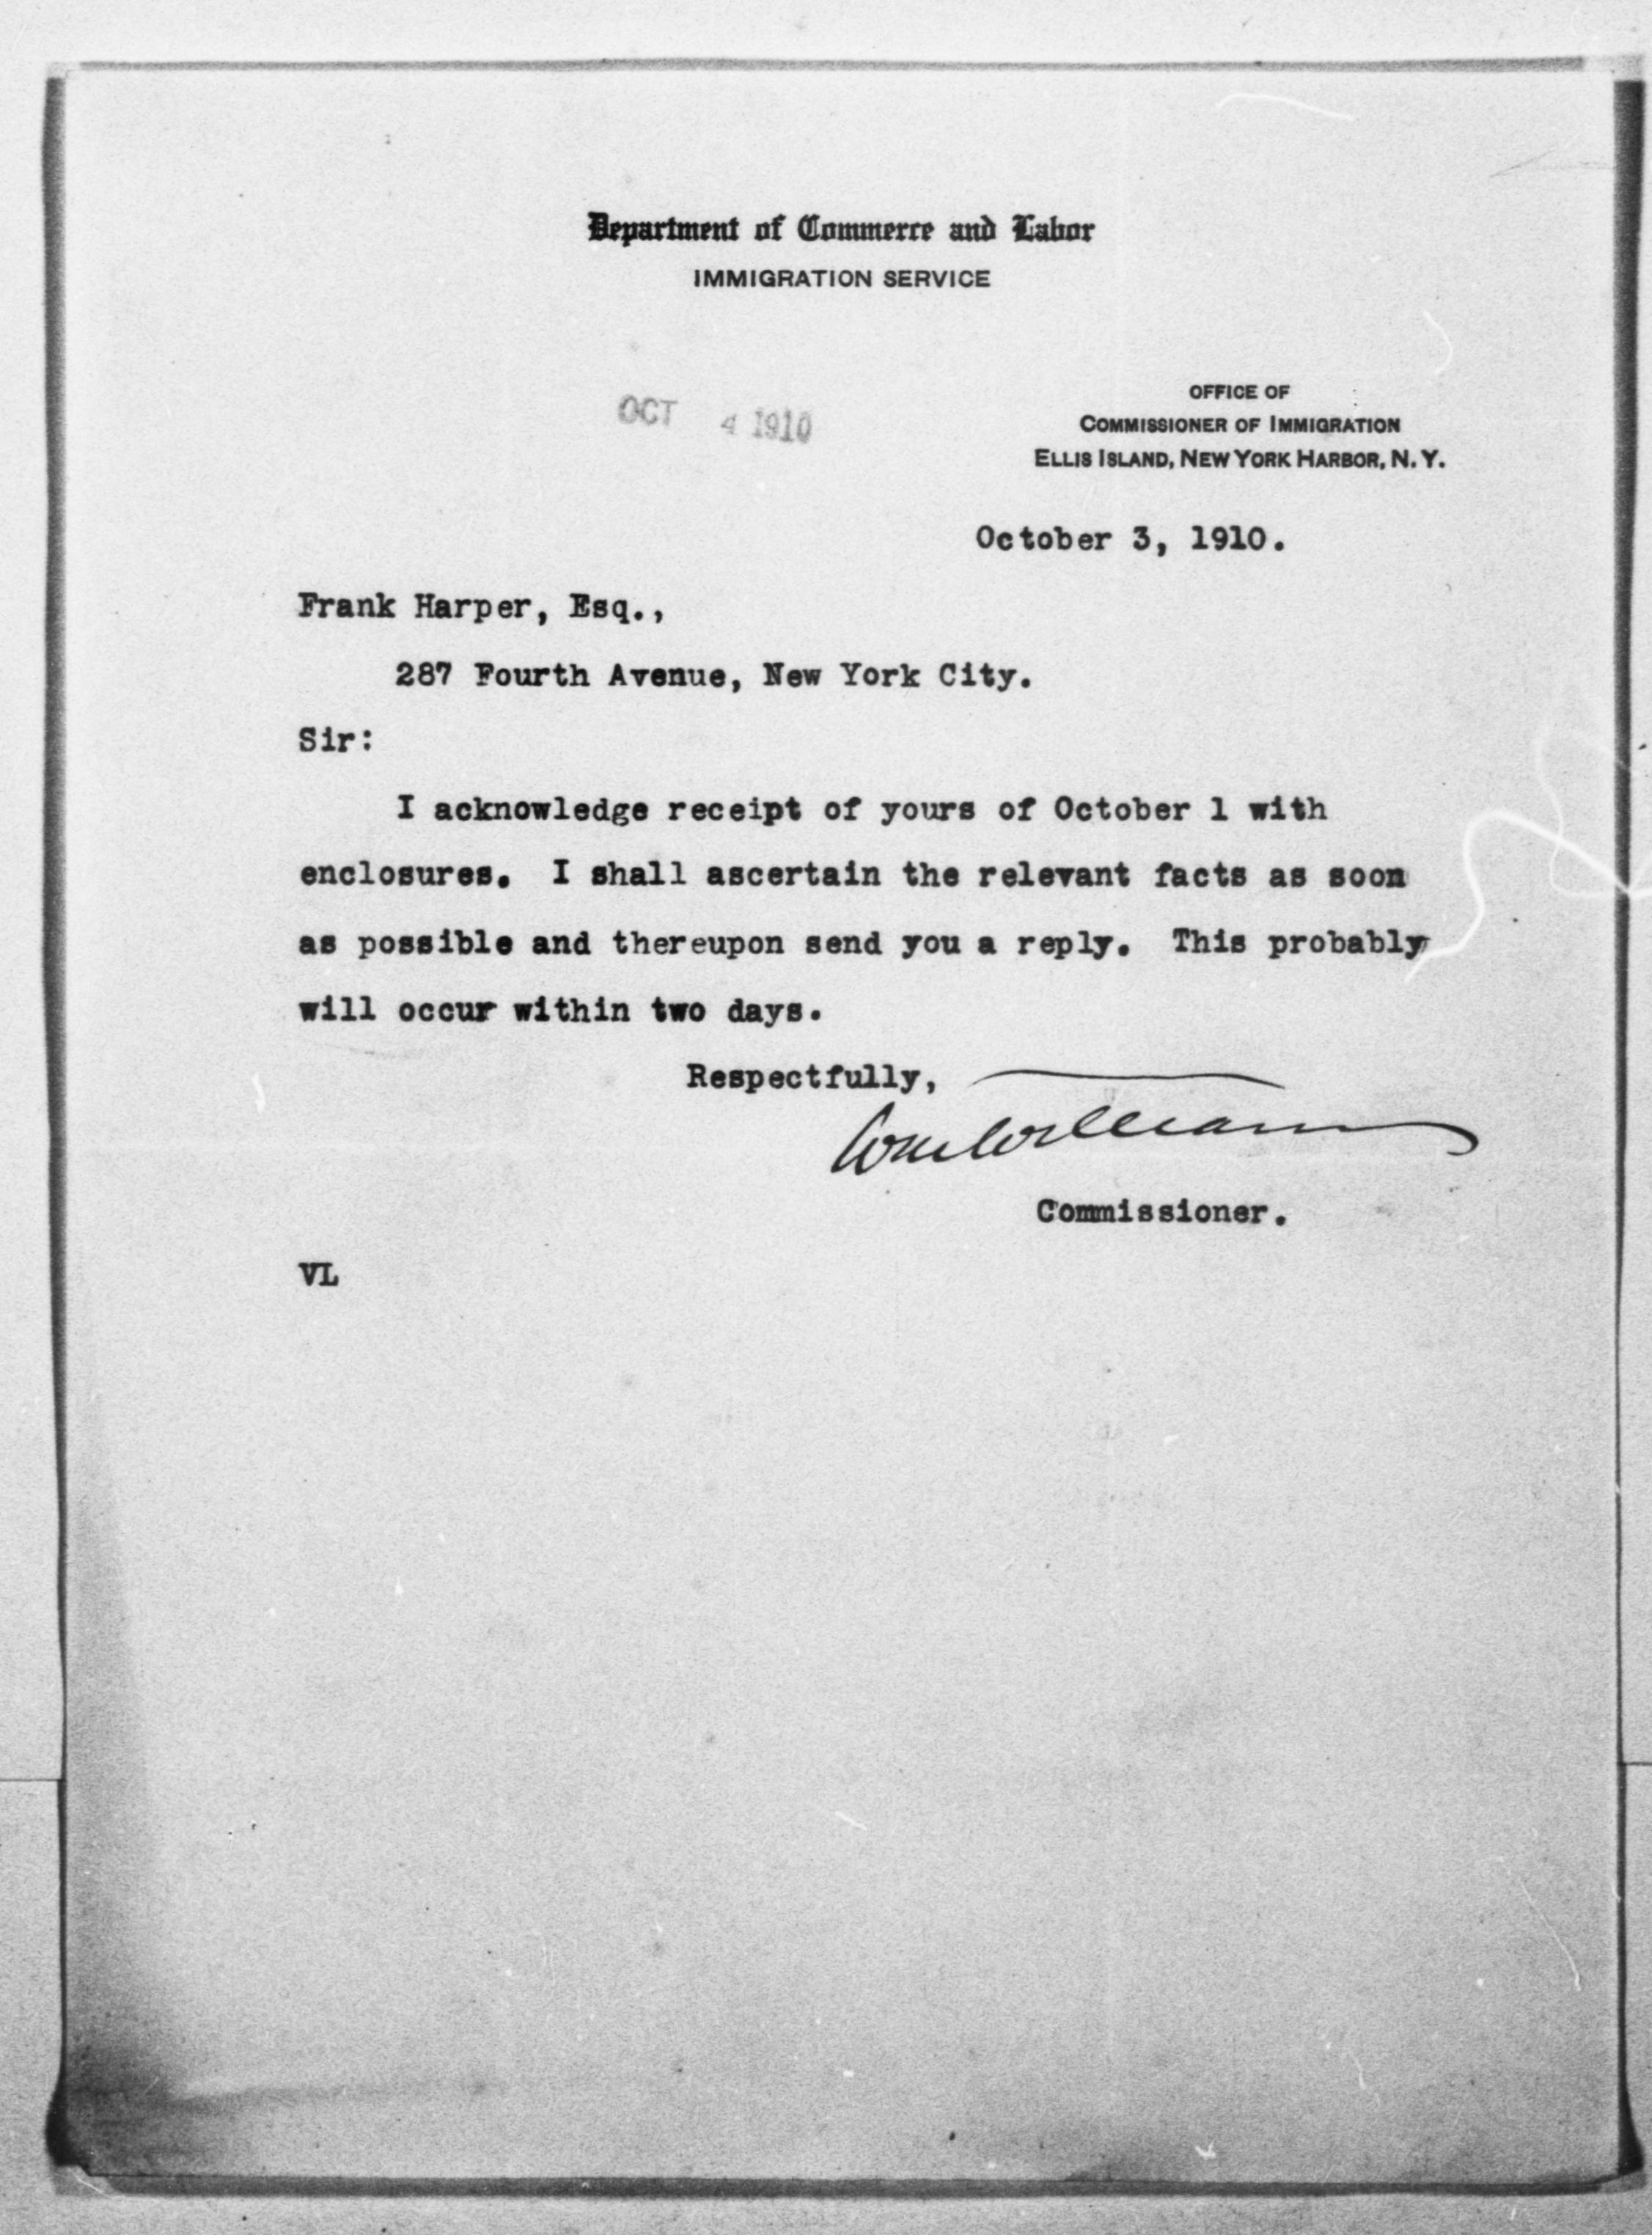 Department of Commerce and Labor
IMMIGRATION SERVICE
OCT 4 1910
OFFICE OF
COMMISSIONER OF IMMIGRATION
ELLIS ISLAND, NEW YORK HARBOR, N. Y.
October 3, 1910.
Frank Harper, Esq.,
287 Fourth Avenue, New York City.
Sir:
I acknowledge receipt of yours of October 1 with
enclosures. I shall ascertain the relevant facts as soon
as possible and thereupon send you a reply. This probably
will occur within two days.
Respectfully,
Wm Williams
Commissioner.
VL